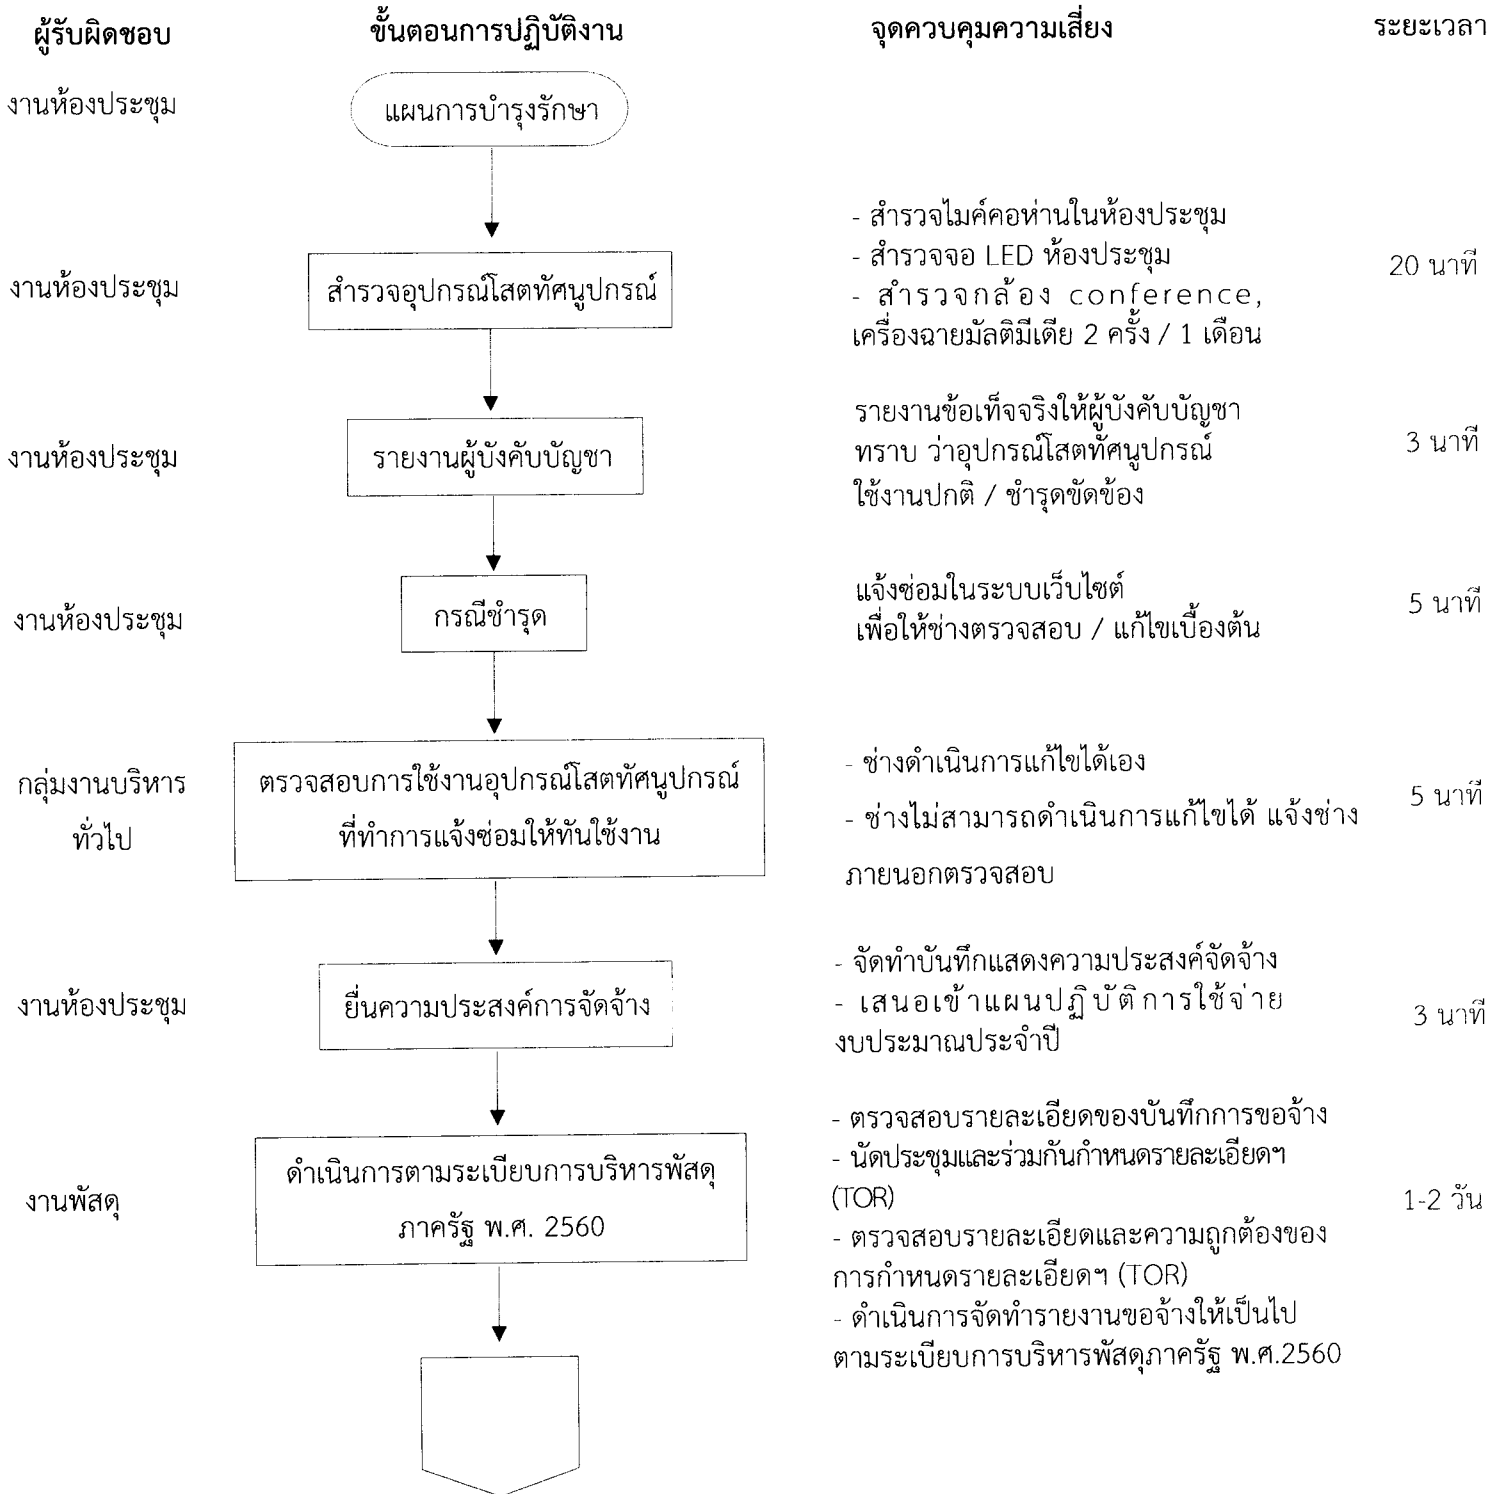 ผู้รับผิดชอบ ขั้นตอนการปฏิบัติงาน จุดควบคุมความเสี่ยง ระยะเวลา
งานห้องประชุม แผนการบำรุงรักษา
- สำรวจไมค์คอห่านในห้องประชุม
- สำรวจจอ LED ห้องประชุม
งานห้องประชุม สำรวจอุปกรณ์โสตทัศนูปกรณ์ 20 นาที
- สำรวจกล้อง conference,
เครื่องฉายมัลติมีเดีย 2 ครั้ง / 1 เดือน
รายงานข้อเท็จจริงให้ผู้บังคับบัญชา
งานห้องประชุม รายงานผู้บังคับบัญชา ทราบ ว่าอุปกรณ์โสตทัศนูปกรณ์ 3 นาที
ใช้งานปกติ / ชำรุดขัดข้อง
แจ้งซ่อมในระบบเว็บไซต์
งานห้องประชุม กรณีชำรุด เพื่อให้ช่างตรวจสอบ / แก้ไขเบื้องต้น 5 นาที
กลุ่มงานบริหาร ตรวจสอบการใช้งานอุปกรณ์โสตทัศนูปกรณ์ - ช่างดำเนินการแก้ไขได้เอง 5 นาที
ทั่วไป ที่ทำการแจ้งซ่อมให้ทันใช้งาน - ช่างไม่สามารถดำเนินการแก้ไขได้ แจ้งช่าง
ภายนอกตรวจสอบ
- จัดทำบันทึกแสดงความประสงค์จัดจ้าง
งานห้องประชุม ยื่นความประสงค์การจัดจ้าง - เสนอเข้าแผนปฏิบัติการใช้จ่าย 3 นาที
งบประมาณประจำปี
- ตรวจสอบรายละเอียดของบันทึกการขอจ้าง
- นัดประชุมและร่วมกันกำหนดรายละเอียดฯ
ดำเนินการตามระเบียบการบริหารพัสดุ (TOR)
งานพัสดุ ภาครัฐ พ.ศ. 2560 1-2 วัน
- ตรวจสอบรายละเอียดและความถูกต้องของ
การกำหนดรายละเอียดฯ (TOR)
- ดำเนินการจัดทำรายงานขอจ้างให้เป็นไป
ตามระเบียบการบริหารพัสดุภาครัฐ พ.ศ.2560